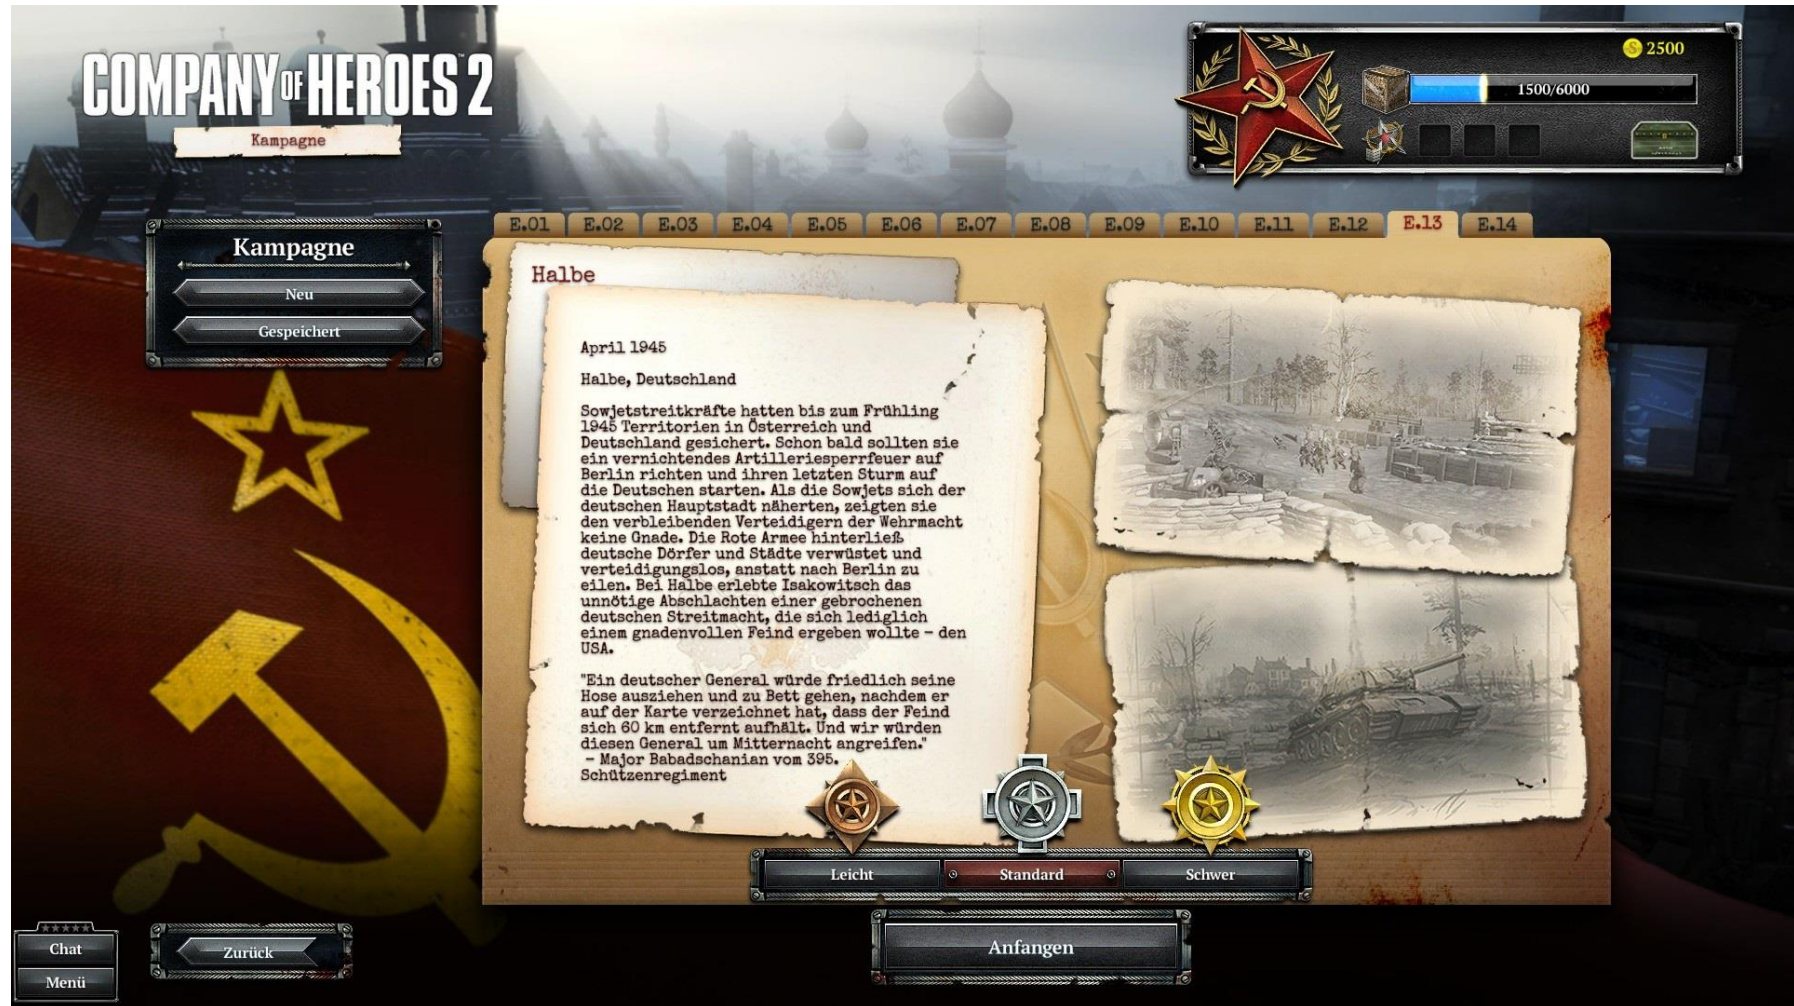 COMPANY OF HEROES 2
Kampagne
2500
1500/6000
Kampagne
Neu
Gespeichert
E.01 E.02 E.03 E.04 E.05 E.06 E.07 E.08 E.09 E.10 E.11 E.12 E.13 E.14
Halbe
April 1945
Halbe, Deutschland
Sowjetstreitkräfte hatten bis zum Frühling
1945 Territorien in Österreich und
Deutschland gesichert. Schon bald sollten sie
ein vernichtendes Artilleriesperrfeuer auf
Berlin richten und ihren letzten Sturm auf
die Deutschen starten. Als die Sowjets sich der
deutschen Hauptstadt näherten, zeigten sie
den verbleibenden Verteidigern der Wehrmacht
keine Gnade. Die Rote Armee hinterließ
deutsche Dörfer und Städte verwüstet und
verteidigungslos, anstatt nach Berlin zu
eilen. Bei Halbe erlebte Isakowitsch das
unnötige Abschlachten einer gebrochenen
deutschen Streitmacht, die sich lediglich
einem gnadenvollen Feind ergeben wollte – den
USA.
"Ein deutscher General würde friedlich seine
Hose ausziehen und zu Bett gehen, nachdem er
auf der Karte verzeichnet hat, dass der Feind
sich 60 km entfernt aufhält. Und wir würden
diesen General um Mitternacht angreifen."
– Major Babadschanian vom 395.
Schützenregiment
Leicht Standard Schwer
Anfangen
Zurück
Chat
Menü